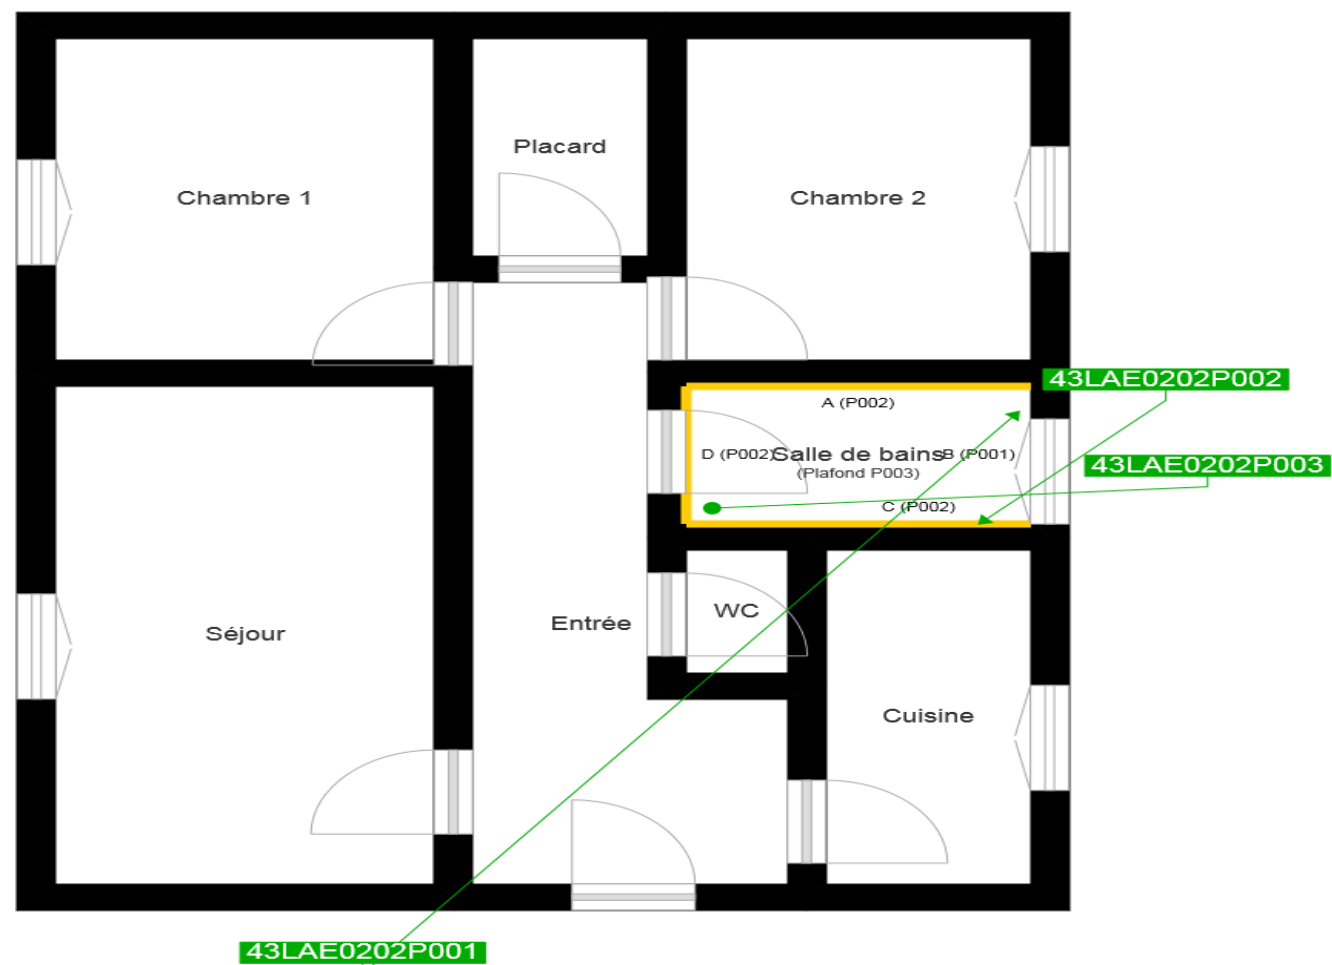 Placard
Chambre 1
Chambre 2
43LAE0202P002
A (P002)
D (P002)
Salle de bains
B (P001)
43LAE0202P003
(Plafond P003)
C (P002)
WC
Entrée
Séjour
Cuisine
43LAE0202P001